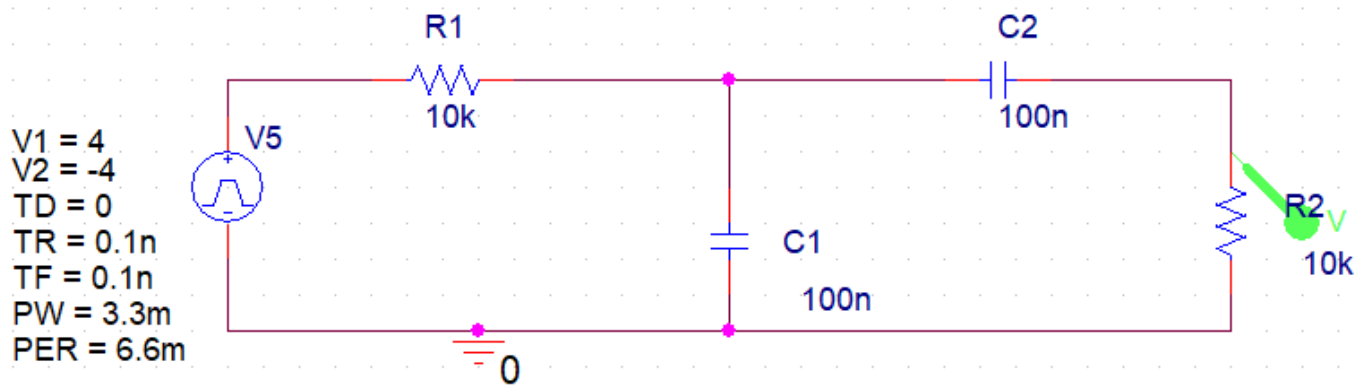 R1
10k
C2
100n
V5
V1 = 4
V2 = -4
TD = 0
TR = 0.1n
TF = 0.1n
PW = 3.3m
PER = 6.6m
C1
100n
R2
V
10k
0